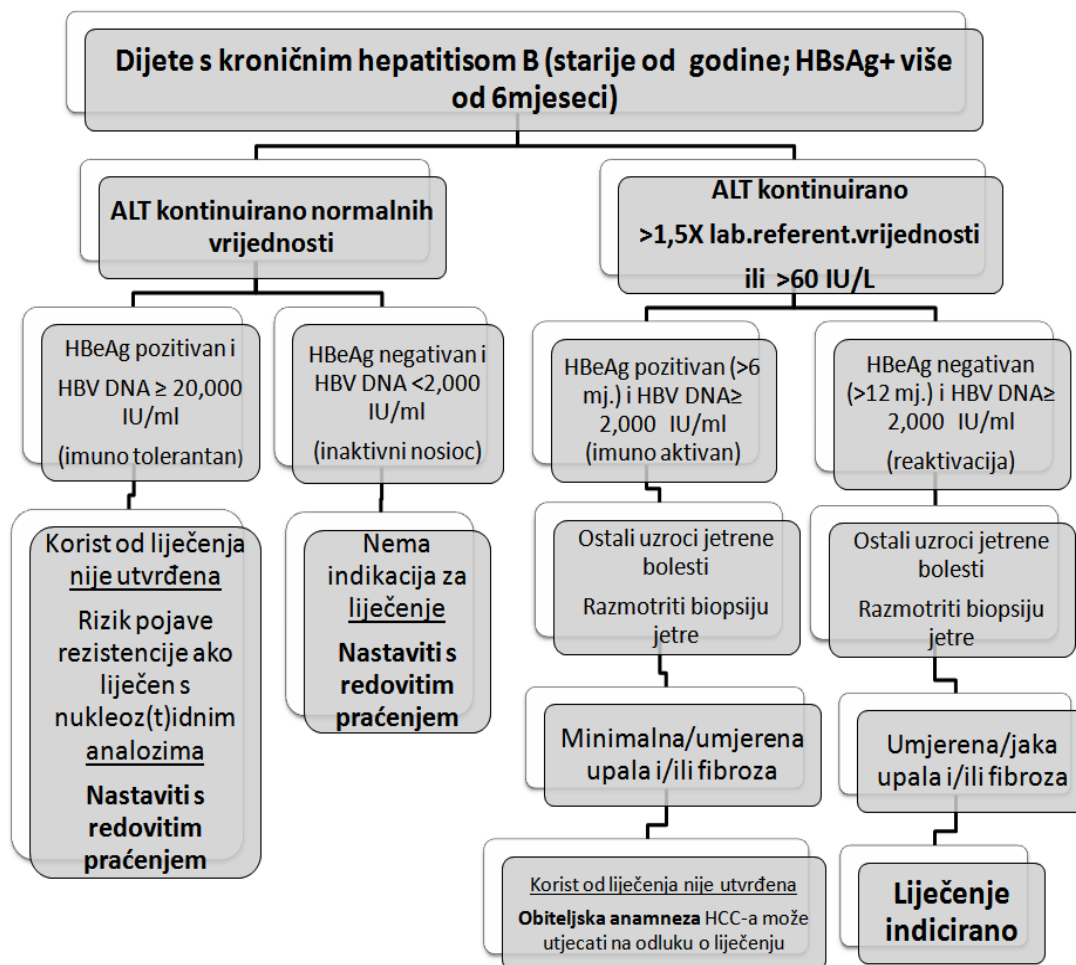 Dijete s kroničnim hepatitisom B (starije od  godine; HBsAg+ više
od 6mjeseci)
ALT kontinuirano normalnih
vrijednosti
ALT kontinuirano
>1,5X lab.referent.vrijednosti
ili >60 IU/L
HBeAg pozitivan i
HBV DNA ≥ 20,000
IU/ml
(imuno tolerantan)
HBeAg negativan i
HBV DNA <2,000
IU/ml
(inaktivni nosioc)
HBeAg pozitivan (>6
mj.) i HBV DNA≥
2,000 IU/ml
(imuno aktivan)
HBeAg negativan
(>12 mj.) i HBV DNA≥
2,000 IU/ml
(reaktivacija)
Korist od liječenja
nije utvrđena
Rizik pojave
rezistencije ako
liječen s
nukleoz(t)idnim
analozima
Nastaviti s
redovitim
praćenjem
Nema
indikacija za
liječenje
Nastaviti s
redovitim
praćenjem
Ostali uzroci jetrene
bolesti
Razmotriti biopsiju
jetre
Ostali uzroci jetrene
bolesti
Razmotriti biopsiju
jetre
Minimalna/umjerena
upala i/ili fibroza
Umjerena/jaka
upala i/ili fibroza
Korist od liječenja nije utvrđena
Obiteljska anamneza HCC-a može
utjecati na odluku o liječenju
Liječenje
indicirano